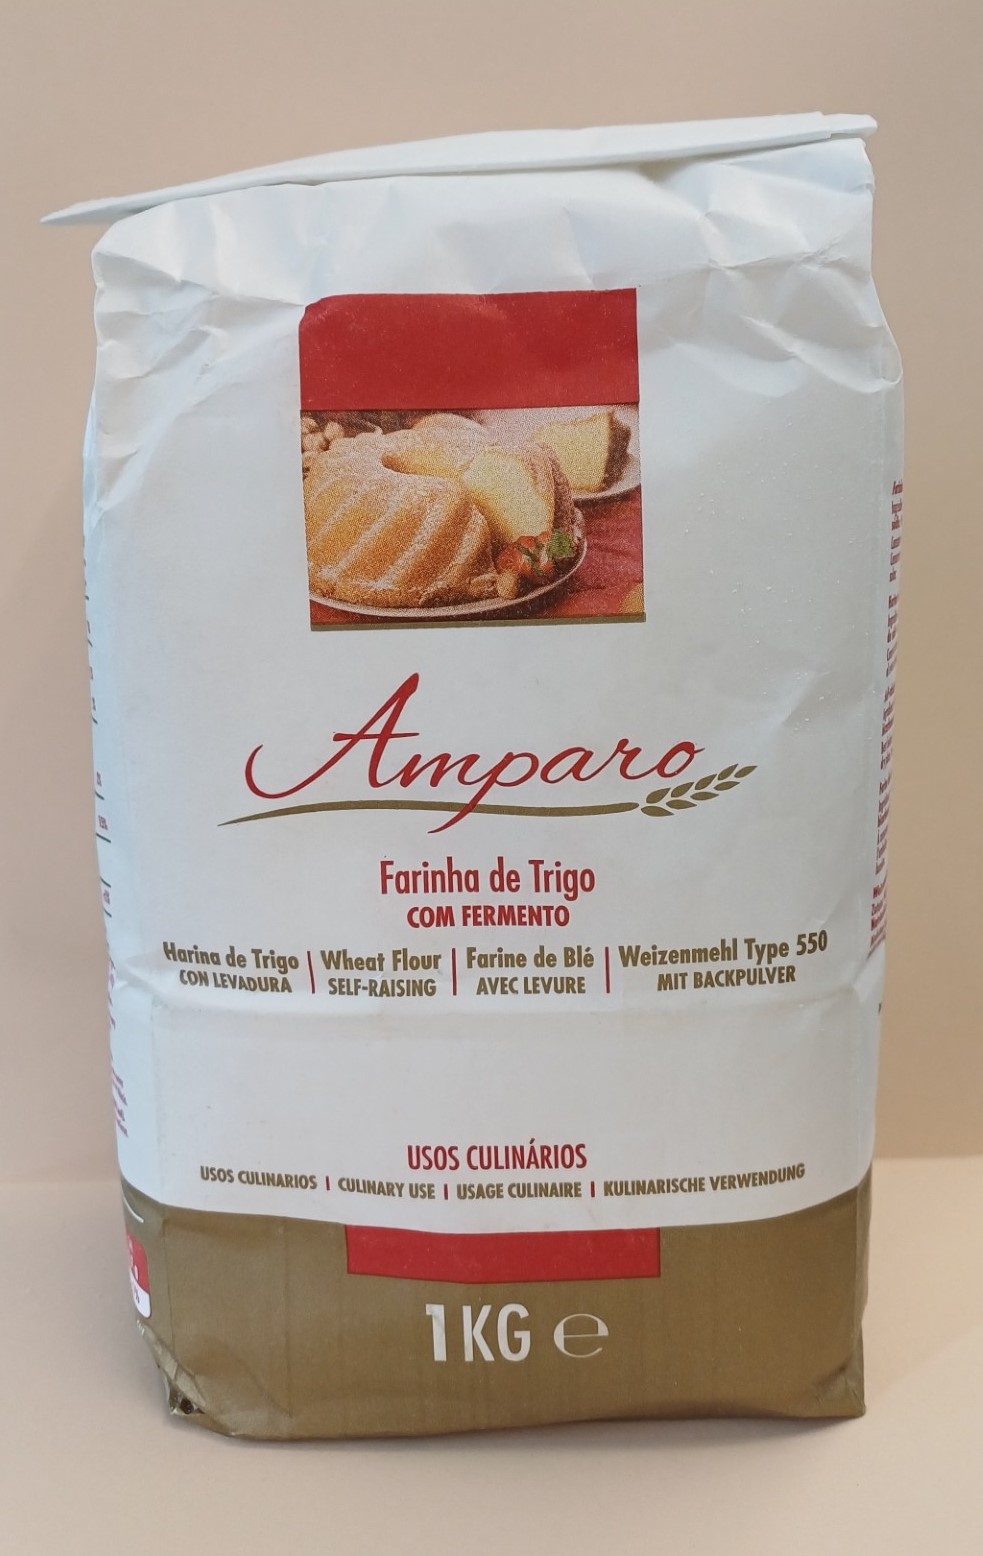 Amparo
Farinha de Trigo
COM FERMENTO
Harina de Trigo | Wheat Flour | Farine de Blé | Weizenmehl Type 550
CON LEVADURA | SELF-RAISING | AVEC LEVURE | MIT BACKPULVER
USOS CULINÁRIOS
USOS CULINARIOS | CULINARY USE | USAGE CULINAIRE | KULINARISCHE VERWENDUNG
1KG e